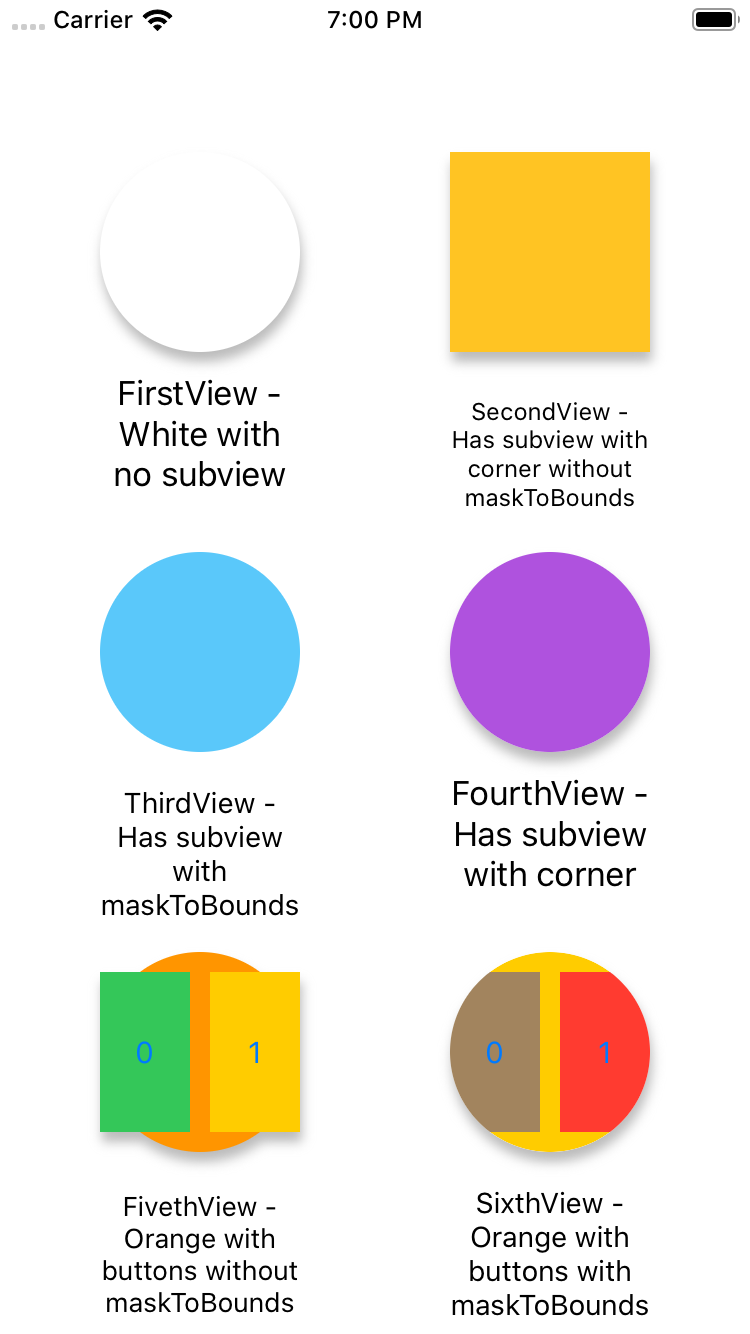 Carrier 7:00 PM
FirstView -
White with
no subview
SecondView -
Has subview with
corner without
maskToBounds
ThirdView -
Has subview
with
maskToBounds
FourthView -
Has subview
with corner
0 1
0 1
FivethView -
Orange with
buttons without
maskToBounds
SixthView -
Orange with
buttons with
maskToBounds